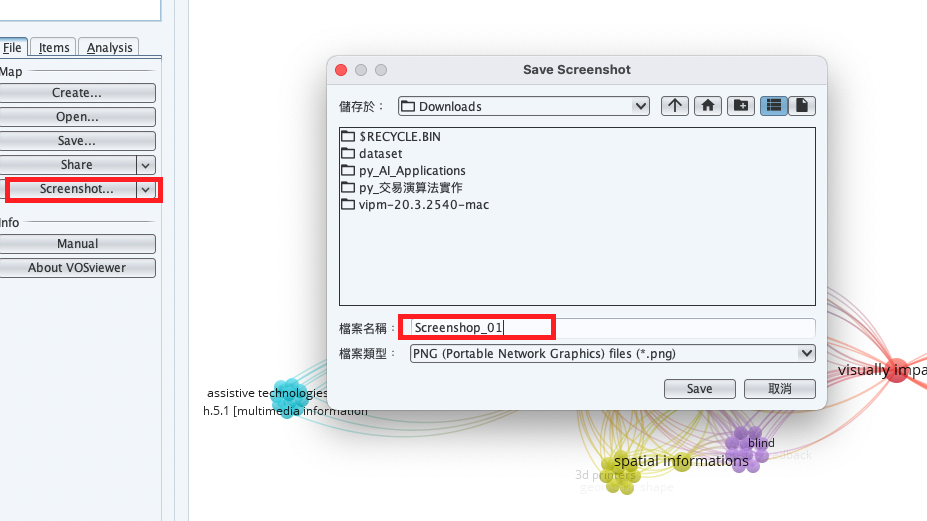 File Items Analysis
Map
Create...
Open...
Save...
Share
Screenshot...
Info
Manual
About VOSviewer
Save Screenshot
儲存於：
Downloads
$RECYCLE.BIN
dataset
py_AI_Applications
py_交易演算法實作
vipm-20.3.2540-mac
檔案名稱：
Screenshop_01
檔案類型：
PNG (Portable Network Graphics) files (*.png)
Save 取消
visually impa
assistive technologies
h.5.1 [multimedia information
blind
spatial informations
3d printers